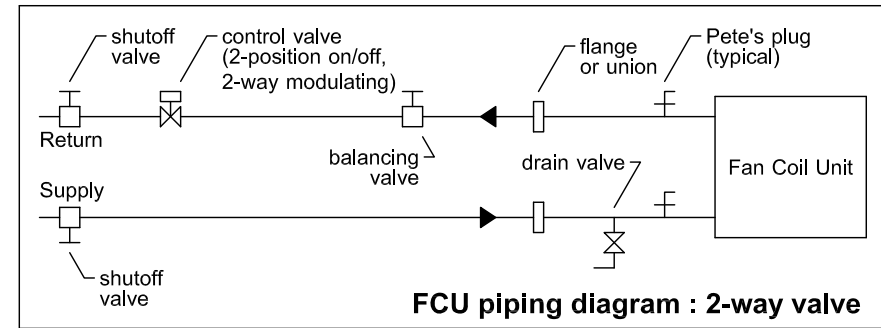 shutoff
valve
control valve
(2-position on/off,
2-way modulating)
flange
or union
Pete's plug
(typical)
Return
balancing
valve
drain valve
Fan Coil Unit
Supply
shutoff
valve
FCU piping diagram : 2-way valve